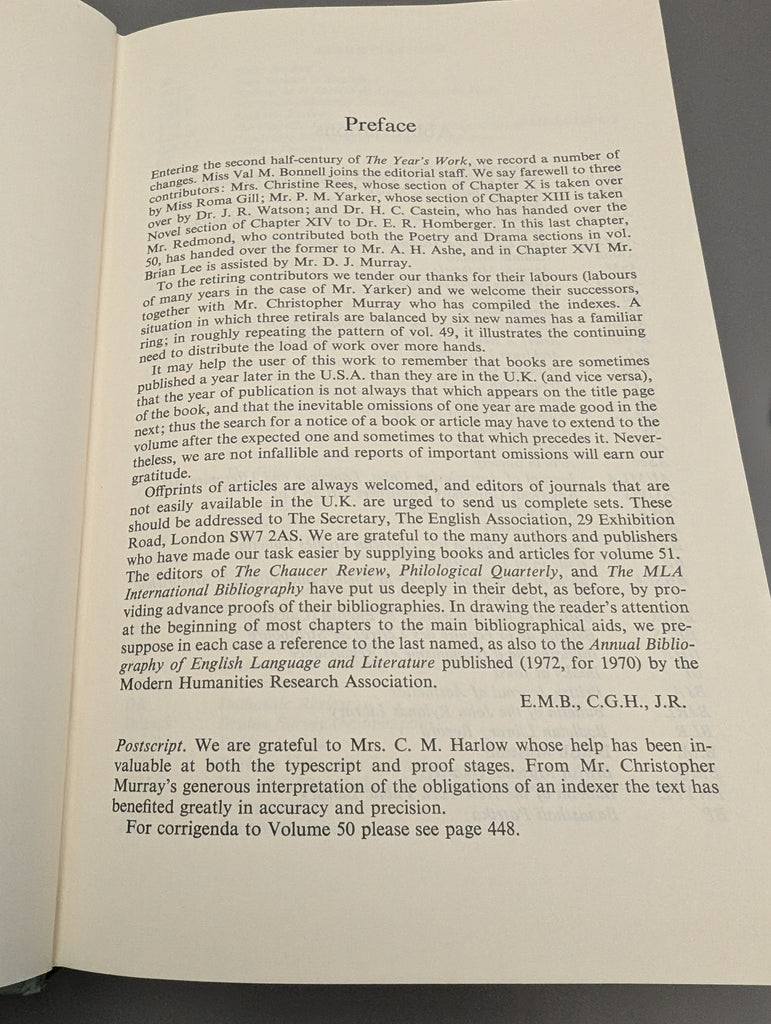 Preface
Entering the second half-century of The Year's Work, we record a number of
changes. Miss Val M. Bonnell joins the editorial staff. We say farewell to three
contributors: Mrs. Christine Rees, whose section of Chapter X is taken over
by Miss Roma Gill; Mr. P. M. Yarker, whose section of Chapter XIII is taken
over by Dr. J. R. Watson; and Dr. H. C. Castein, who has handed over the
Novel section of Chapter XIV to Dr. E. R. Homberger. In this last chapter,
Mr. Redmond, who contributed both the Poetry and Drama sections in vol.
50, has handed over the former to Mr. A. H. Ashe, and in Chapter XVI Mr.
Brian Lee is assisted by Mr. D. J. Murray.
To the retiring contributors we tender our thanks for their labours (labours
of many years in the case of Mr. Yarker) and we welcome their successors,
together with Mr. Christopher Murray who has compiled the indexes. A
situation in which three retirals are balanced by six new names has a familiar
ring; in roughly repeating the pattern of vol. 49, it illustrates the continuing
need to distribute the load of work over more hands.
It may help the user of this work to remember that books are sometimes
published a year later in the U.S.A. than they are in the U.K. (and vice versa),
that the year of publication is not always that which appears on the title page
of the book, and that the inevitable omissions of one year are made good in the
next; thus the search for a notice of a book or article may have to extend to the
volume after the expected one and sometimes to that which precedes it. Never-
theless, we are not infallible and reports of important omissions will earn our
gratitude.
Offprints of articles are always welcomed, and editors of journals that are
not easily available in the U.K. are urged to send us complete sets. These
should be addressed to The Secretary, The English Association, 29 Exhibition
Road, London SW7 2AS. We are grateful to the many authors and publishers
who have made our task easier by supplying books and articles for volume 51.
The editors of The Chaucer Review, Philological Quarterly, and The MLA
International Bibliography have put us deeply in their debt, as before, by pro-
viding advance proofs of their bibliographies. In drawing the reader's attention
at the beginning of most chapters to the main bibliographical aids, we pre-
suppose in each case a reference to the last named, as also to the Annual Biblio-
graphy of English Language and Literature published (1972, for 1970) by the
Modern Humanities Research Association.
E.M.B., C.G.H., J.R.
Postscript. We are grateful to Mrs. C. M. Harlow whose help has been in-
valuable at both the typescript and proof stages. From Mr. Christopher
Murray's generous interpretation of the obligations of an indexer the text has
benefited greatly in accuracy and precision.
For corrigenda to Volume 50 please see page 448.